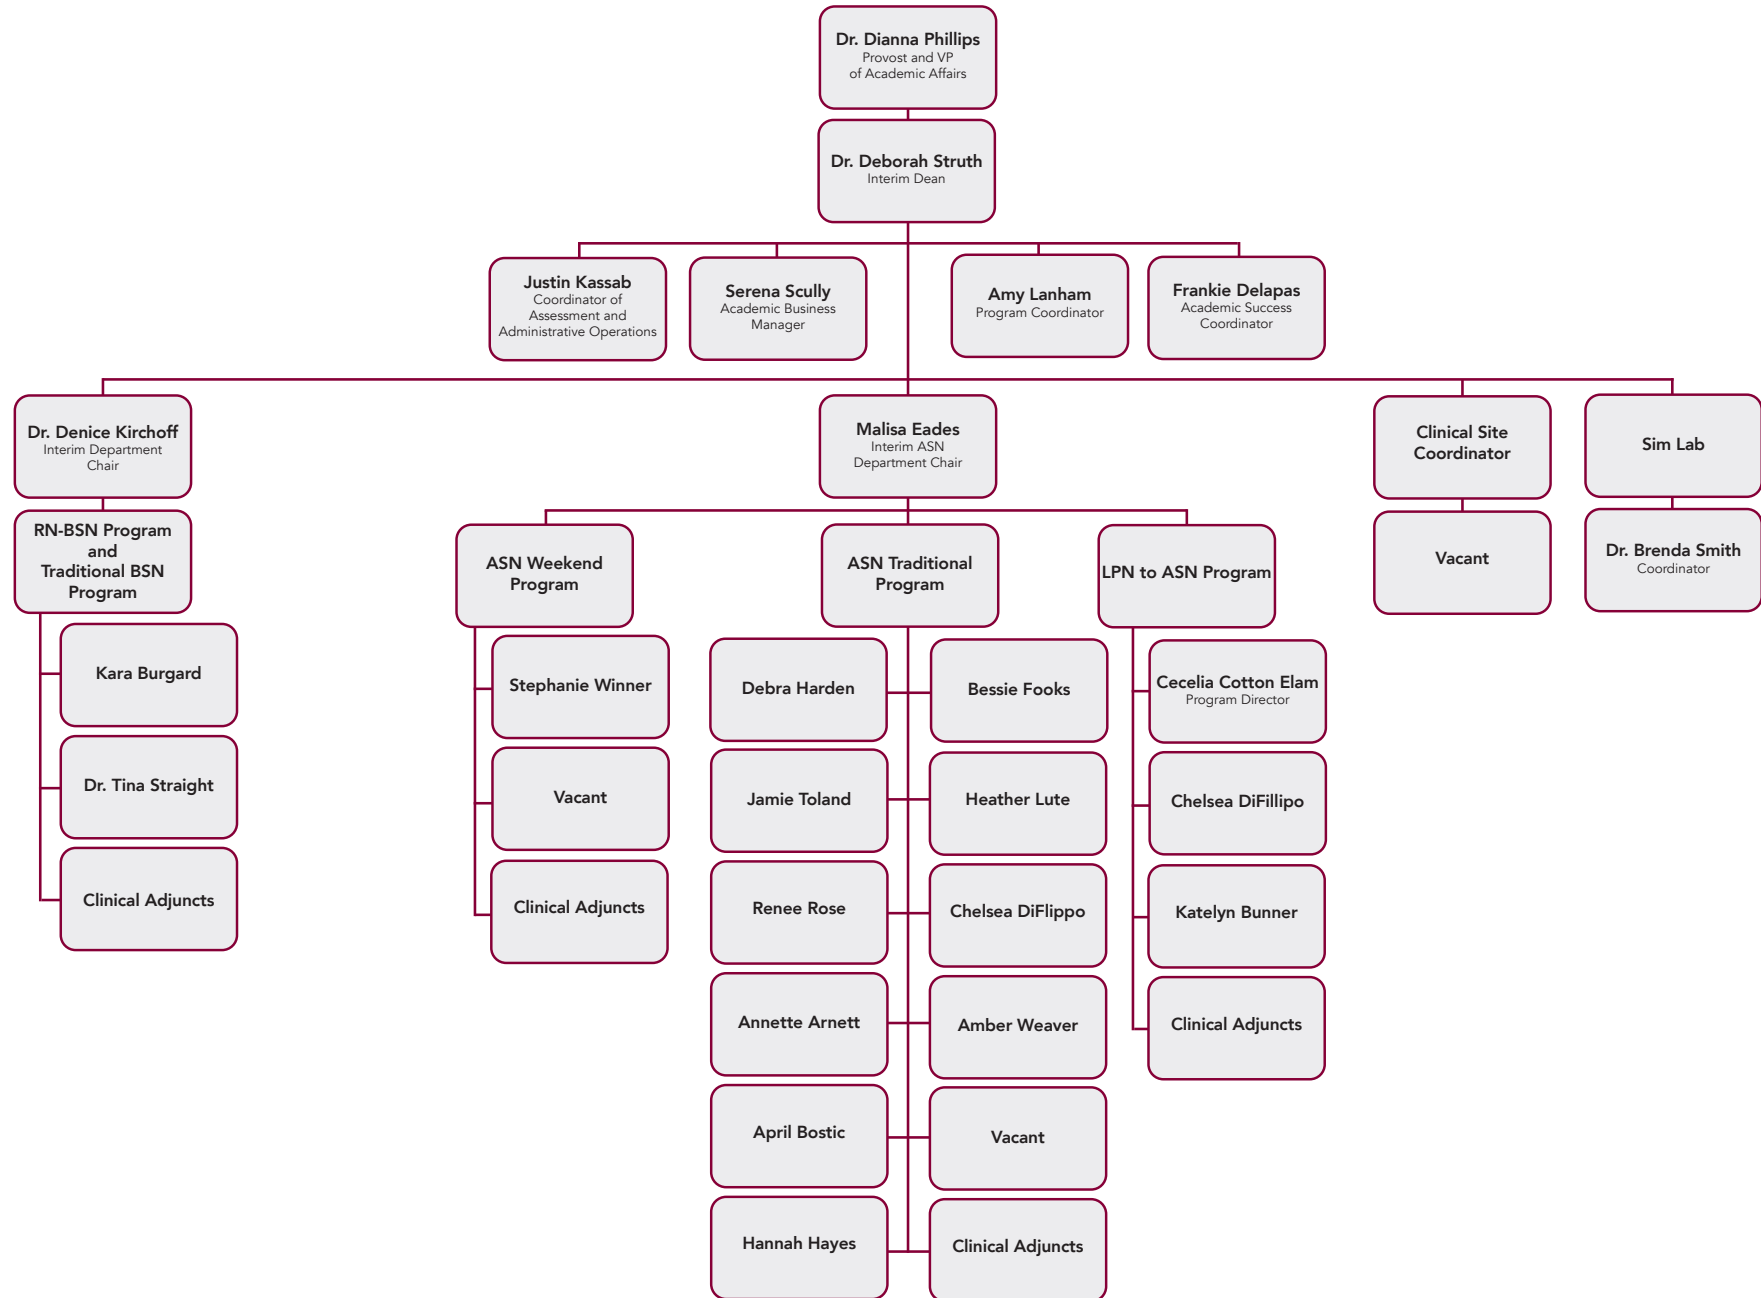 Dr. Dianna Phillips
Provost and VP
of Academic Affairs
Dr. Deborah Struth
Interim Dean
Justin Kassab
Coordinator of
Assessment and
Administrative Operations
Serena Scully
Academic Business
Manager
Amy Lanham
Program Coordinator
Frankie Delapas
Academic Success
Coordinator
Dr. Denice Kirchoff
Interim Department
Chair
Malisa Eades
Interim ASN
Department Chair
Clinical Site
Coordinator
Sim Lab
RN-BSN Program
and
Traditional BSN
Program
ASN Weekend
Program
ASN Traditional
Program
LPN to ASN Program
Vacant
Dr. Brenda Smith
Coordinator
Kara Burgard
Dr. Tina Straight
Clinical Adjuncts
Stephanie Winner
Vacant
Clinical Adjuncts
Debra Harden
Bessie Fooks
Jamie Toland
Heather Lute
Renee Rose
Chelsea DiFlippo
Annette Arnett
Amber Weaver
April Bostic
Vacant
Hannah Hayes
Clinical Adjuncts
Cecelia Cotton Elam
Program Director
Chelsea DiFillipo
Katelyn Bunner
Clinical Adjuncts